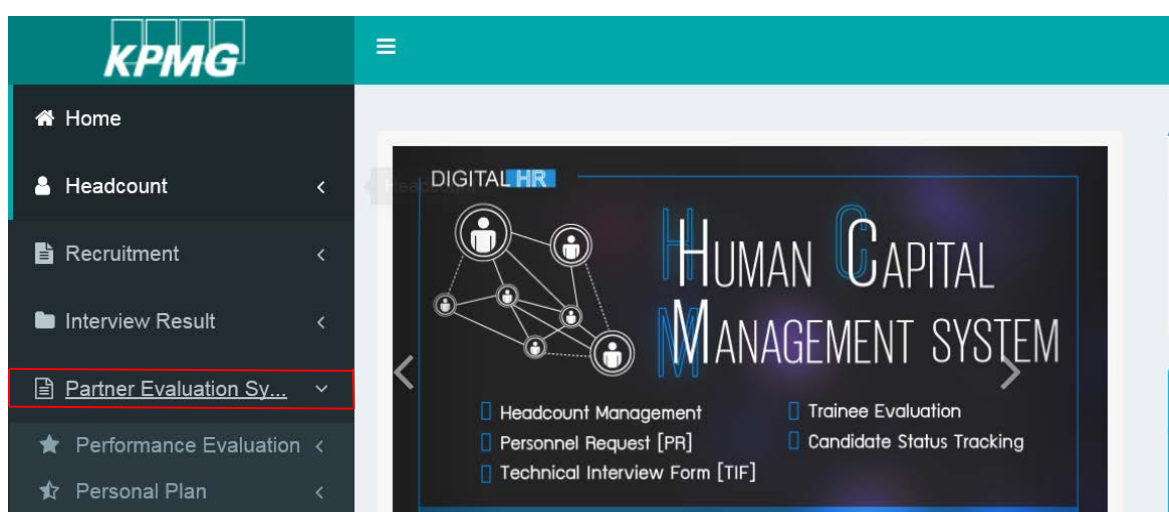 KPMG
Home
Headcount
Recruitment
Interview Result
Partner Evaluation Sy...
Performance Evaluation
Personal Plan
DIGITAL HR
HUMAN CAPITAL
MANAGEMENT SYSTEM
Headcount Management
Personnel Request [PR]
Technical Interview Form [TIF]
Trainee Evaluation
Candidate Status Tracking